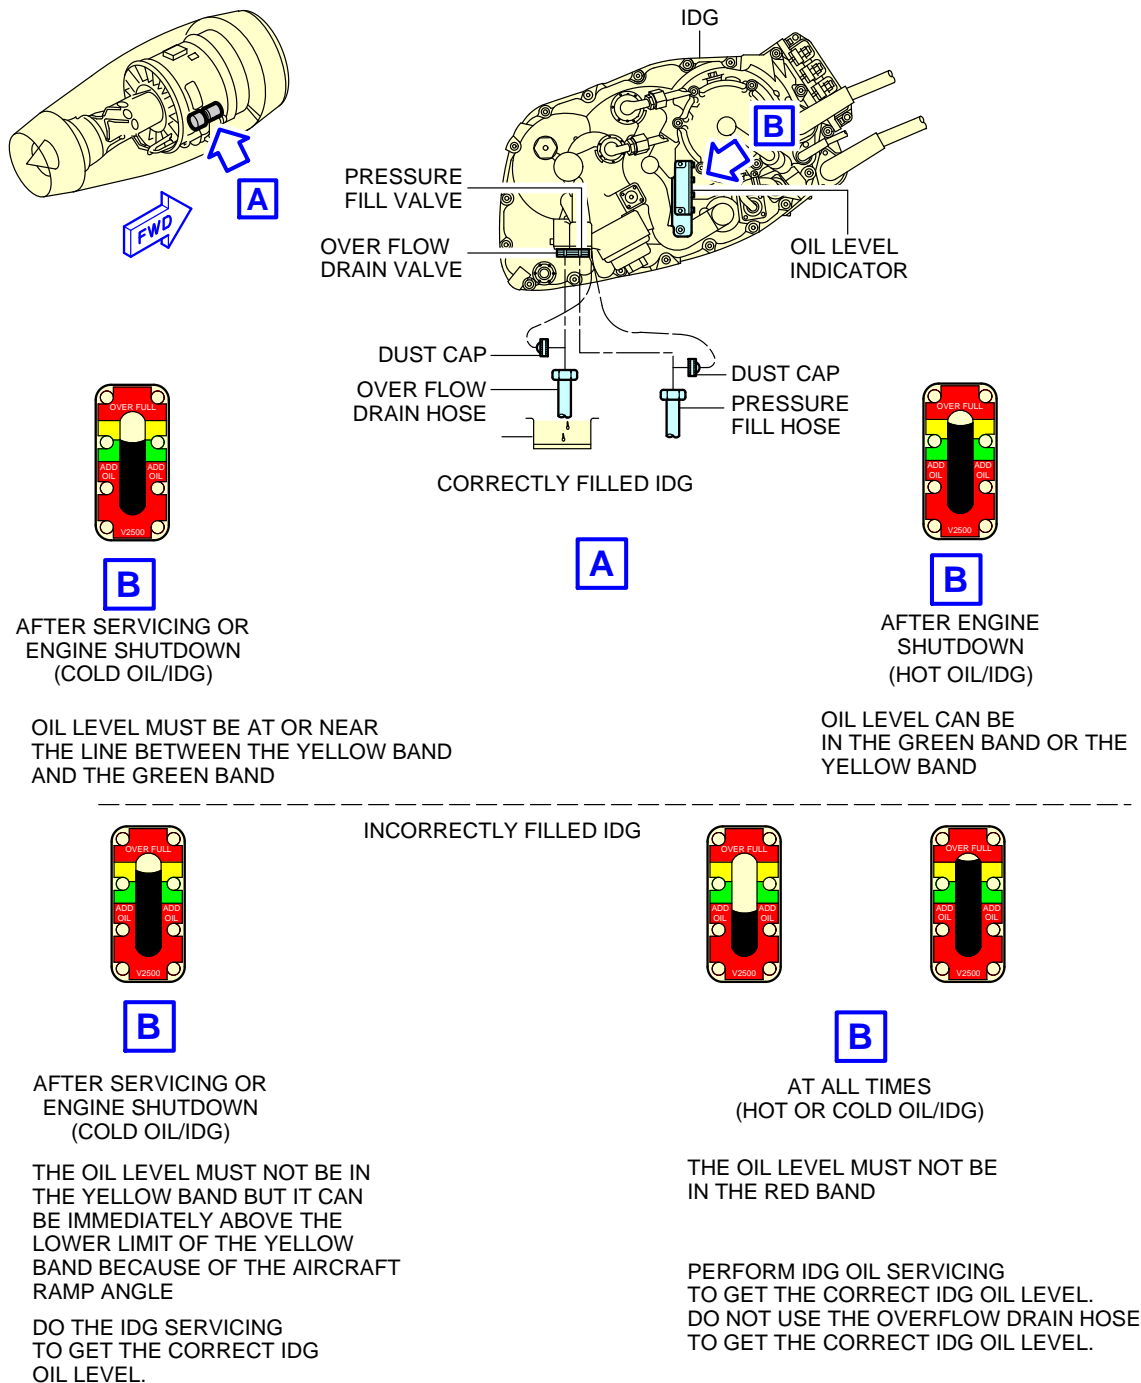 IDG
B
PRESSURE
FILL VALVE
A
FWD
OVER FLOW
DRAIN VALVE
OIL LEVEL
INDICATOR
DUST CAP
DUST CAP
OVER FLOW
DRAIN HOSE
PRESSURE
FILL HOSE
OVER FULL
ADD
OIL
ADD
OIL
V2500
OVER FULL
ADD
OIL
ADD
OIL
V2500
CORRECTLY FILLED IDG
B
A
B
AFTER SERVICING OR
ENGINE SHUTDOWN
(COLD OIL/IDG)
AFTER ENGINE
SHUTDOWN
(HOT OIL/IDG)
OIL LEVEL MUST BE AT OR NEAR
THE LINE BETWEEN THE YELLOW BAND
AND THE GREEN BAND
OIL LEVEL CAN BE
IN THE GREEN BAND OR THE
YELLOW BAND
INCORRECTLY FILLED IDG
OVER FULL
ADD
OIL
ADD
OIL
V2500
OVER FULL
ADD
OIL
ADD
OIL
V2500
OVER FULL
ADD
OIL
ADD
OIL
V2500
B
B
AFTER SERVICING OR
ENGINE SHUTDOWN
(COLD OIL/IDG)
AT ALL TIMES
(HOT OR COLD OIL/IDG)
THE OIL LEVEL MUST NOT BE IN
THE YELLOW BAND BUT IT CAN
BE IMMEDIATELY ABOVE THE
LOWER LIMIT OF THE YELLOW
BAND BECAUSE OF THE AIRCRAFT
RAMP ANGLE
DO THE IDG SERVICING
TO GET THE CORRECT IDG
OIL LEVEL.
THE OIL LEVEL MUST NOT BE
IN THE RED BAND
PERFORM IDG OIL SERVICING
TO GET THE CORRECT IDG OIL LEVEL.
DO NOT USE THE OVERFLOW DRAIN HOSE
TO GET THE CORRECT IDG OIL LEVEL.